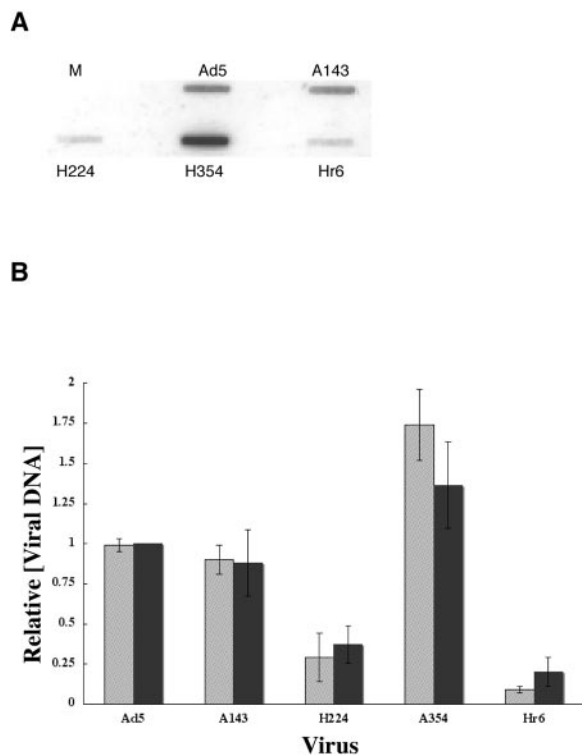 A
M Ad5 A143
H224 H354 Hr6
B
2
1.75
1.5
1.25
1
0.75
0.5
0.25
0
Relative [Viral DNA]
Ad5 A143 H224 A354 Hr6
Virus